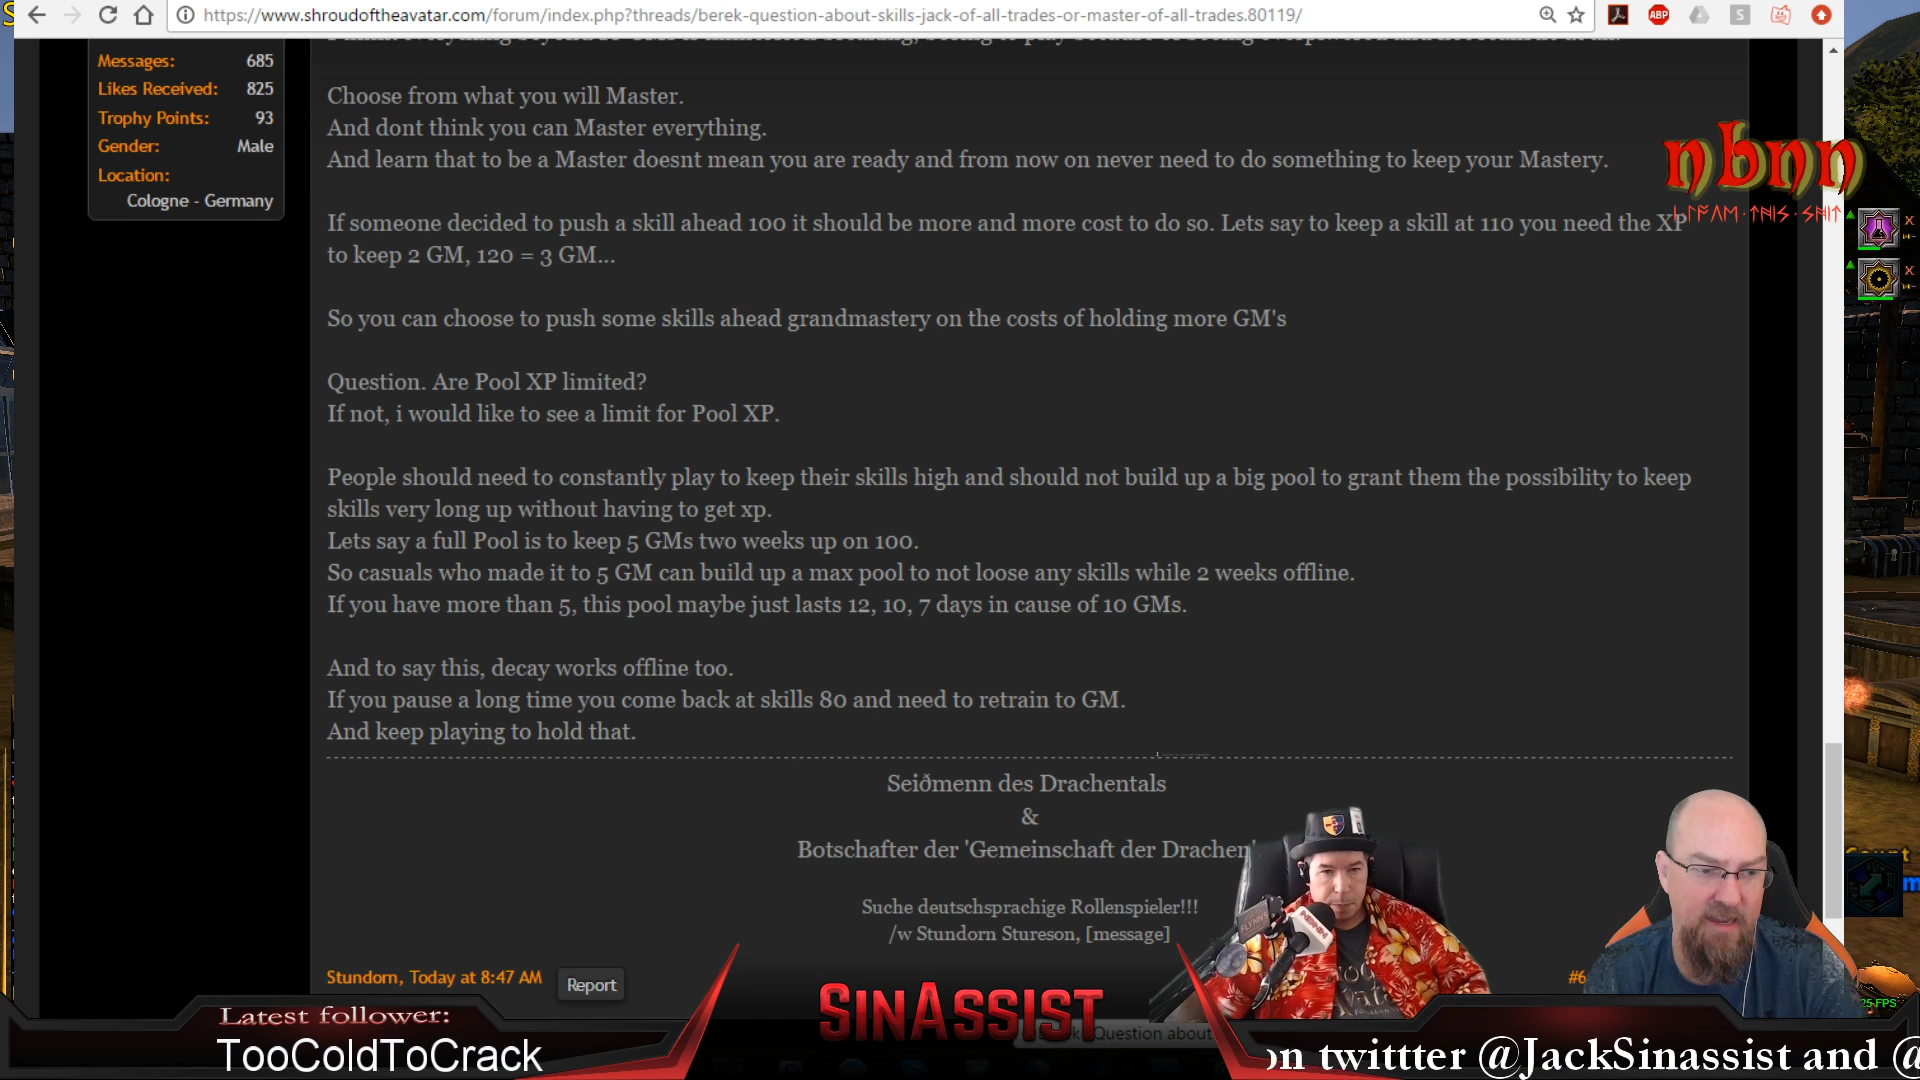 https://www.shroudoftheavatar.com/forum/index.php?threads/berek-question-about-skills-jack-of-all-trades-or-master-of-all-trades.80119/
ABP
S
Messages: 685
Likes Received: 825
Trophy Points: 93
Gender: Male
Location:
Cologne - Germany
Choose from what you will Master.
And dont think you can Master everything.
And learn that to be a Master doesnt mean you are ready and from now on never need to do something to keep your Mastery.
If someone decided to push a skill ahead 100 it should be more and more cost to do so. Lets say to keep a skill at 110 you need the XP
to keep 2 GM, 120 = 3 GM...
So you can choose to push some skills ahead grandmastery on the costs of holding more GM's
Question. Are Pool XP limited?
If not, i would like to see a limit for Pool XP.
People should need to constantly play to keep their skills high and should not build up a big pool to grant them the possibility to keep
skills very long up without having to get xp.
Lets say a full Pool is to keep 5 GMs two weeks up on 100.
So casuals who made it to 5 GM can build up a max pool to not loose any skills while 2 weeks offline.
If you have more than 5, this pool maybe just lasts 12, 10, 7 days in cause of 10 GMs.
And to say this, decay works offline too.
If you pause a long time you come back at skills 80 and need to retrain to GM.
And keep playing to hold that.
Seiðmenn des Drachentals
&
Botschafter der 'Gemeinschaft der Drachen'
Suche deutschsprachige Rollenspieler!!!
/w Stundorn Stureson, [message]
Stundorn, Today at 8:47 AM
Report
#6
nbnn
NBNN
25 FPS
Latest follower:
TooColdToCrack
SinAssist
Question about
on twittter @JackSinassist and @